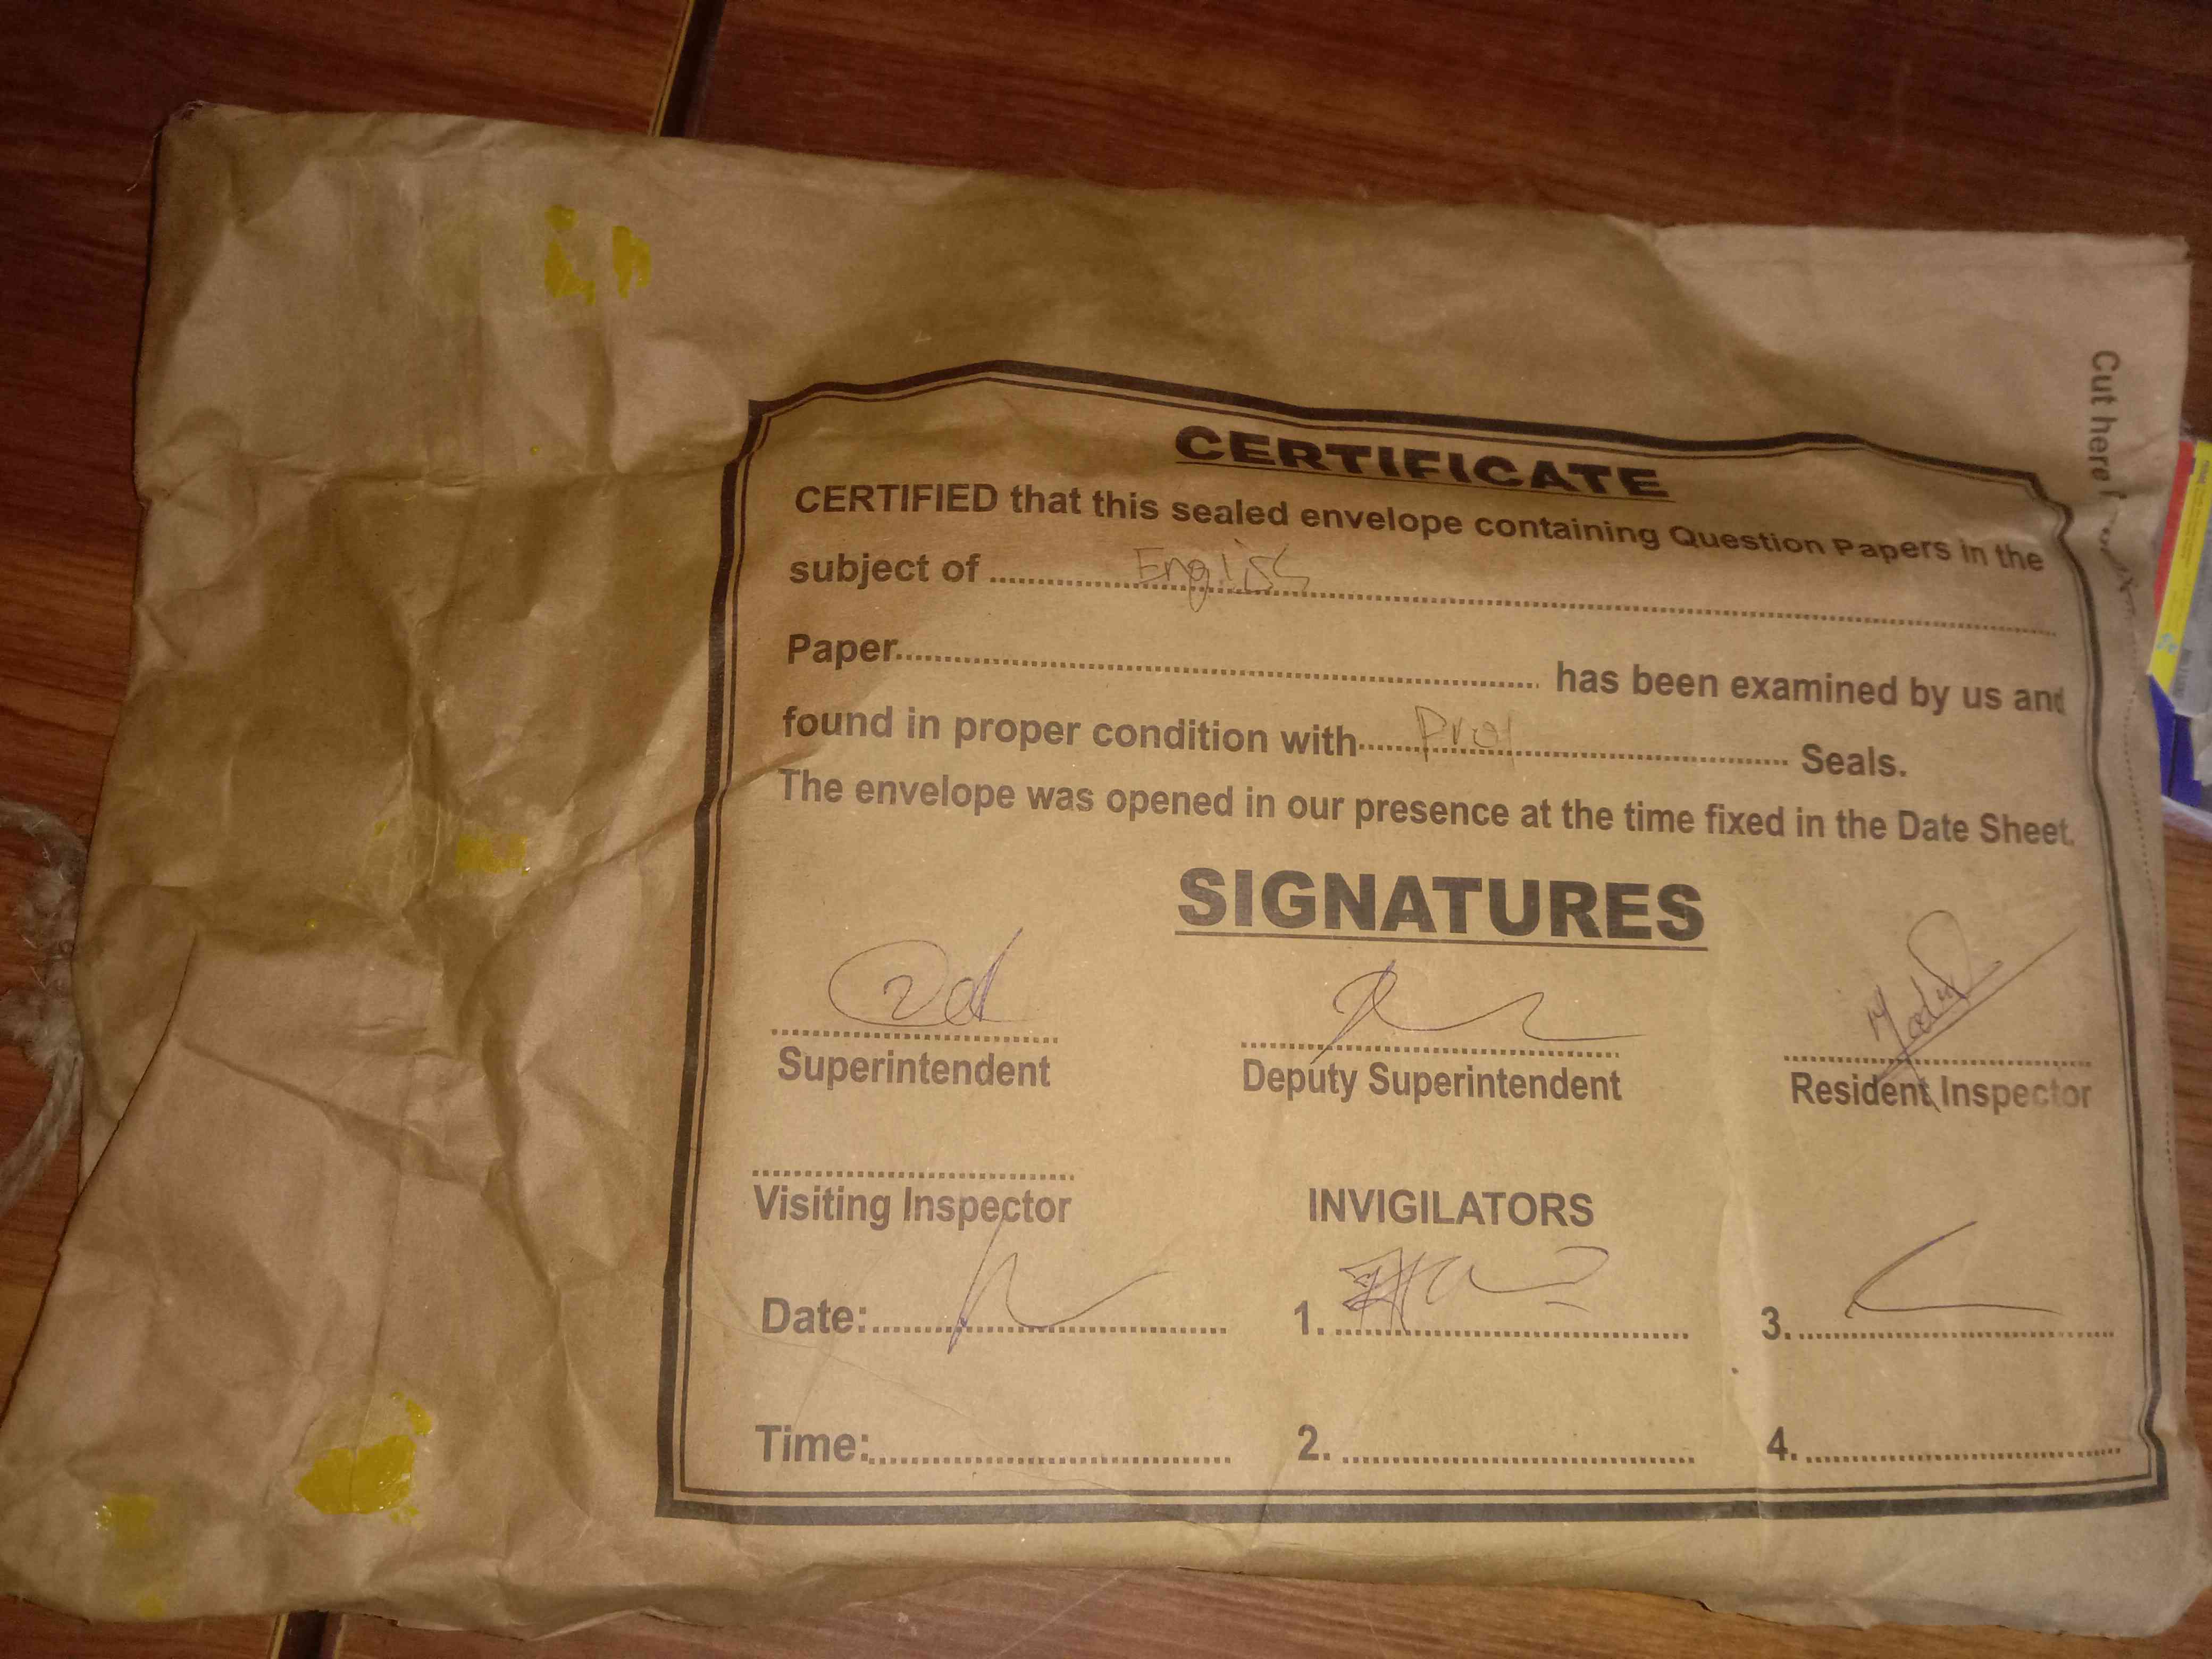 CERTIFICATE
CERTIFIED that this sealed envelope containing Question Papers in the
subject of ........ English ........
Paper........ has been examined by us and
found in proper condition with........ ........ Seals.
The envelope was opened in our presence at the time fixed in the Date Sheet.
SIGNATURES
Superintendent Deputy Superintendent Resident Inspector
Visiting Inspector INVIGILATORS
Date:........ 1. ........ 3. ........
Time:........ 2. ........ 4. ........
Cut here